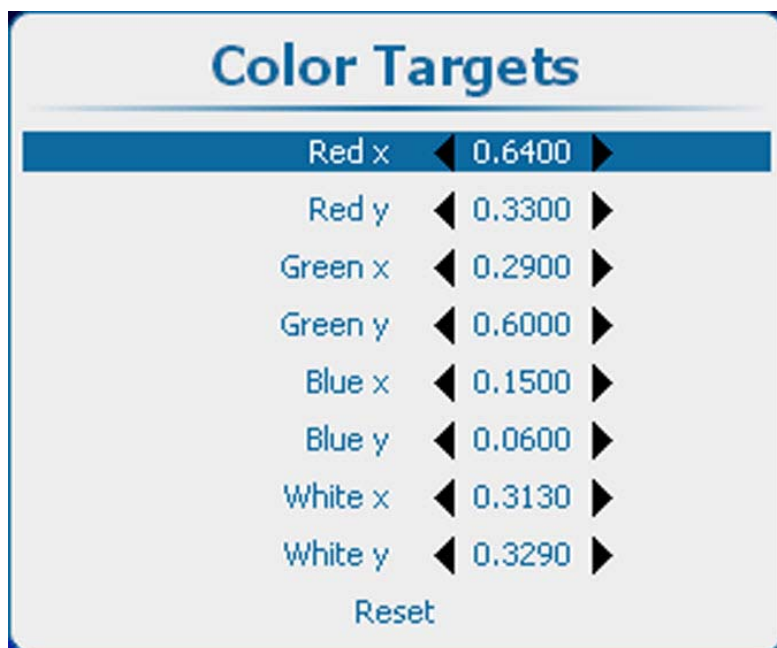 Color Targets
Red x 0.6400
Red y 0.3300
Green x 0.2900
Green y 0.6000
Blue x 0.1500
Blue y 0.0600
White x 0.3130
White y 0.3290
Reset